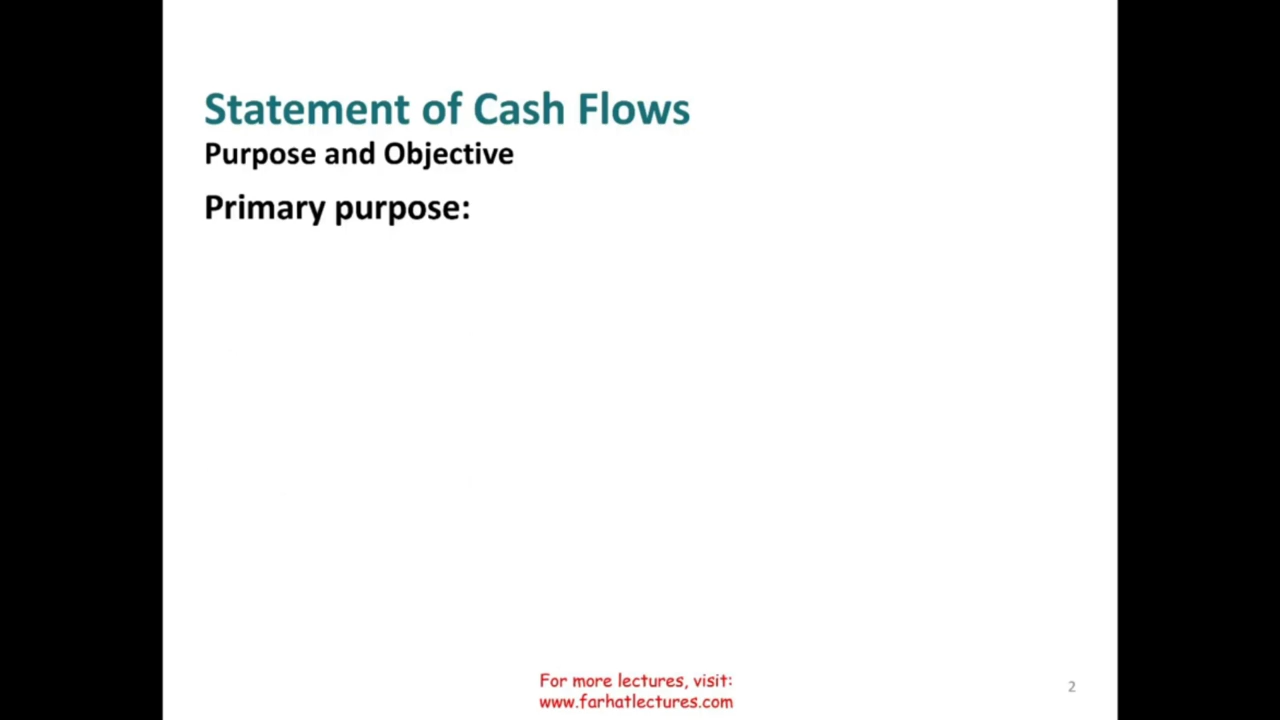 Statement of Cash Flows
Purpose and Objective
Primary purpose:
For more lectures, visit:
www.farhatlectures.com
2